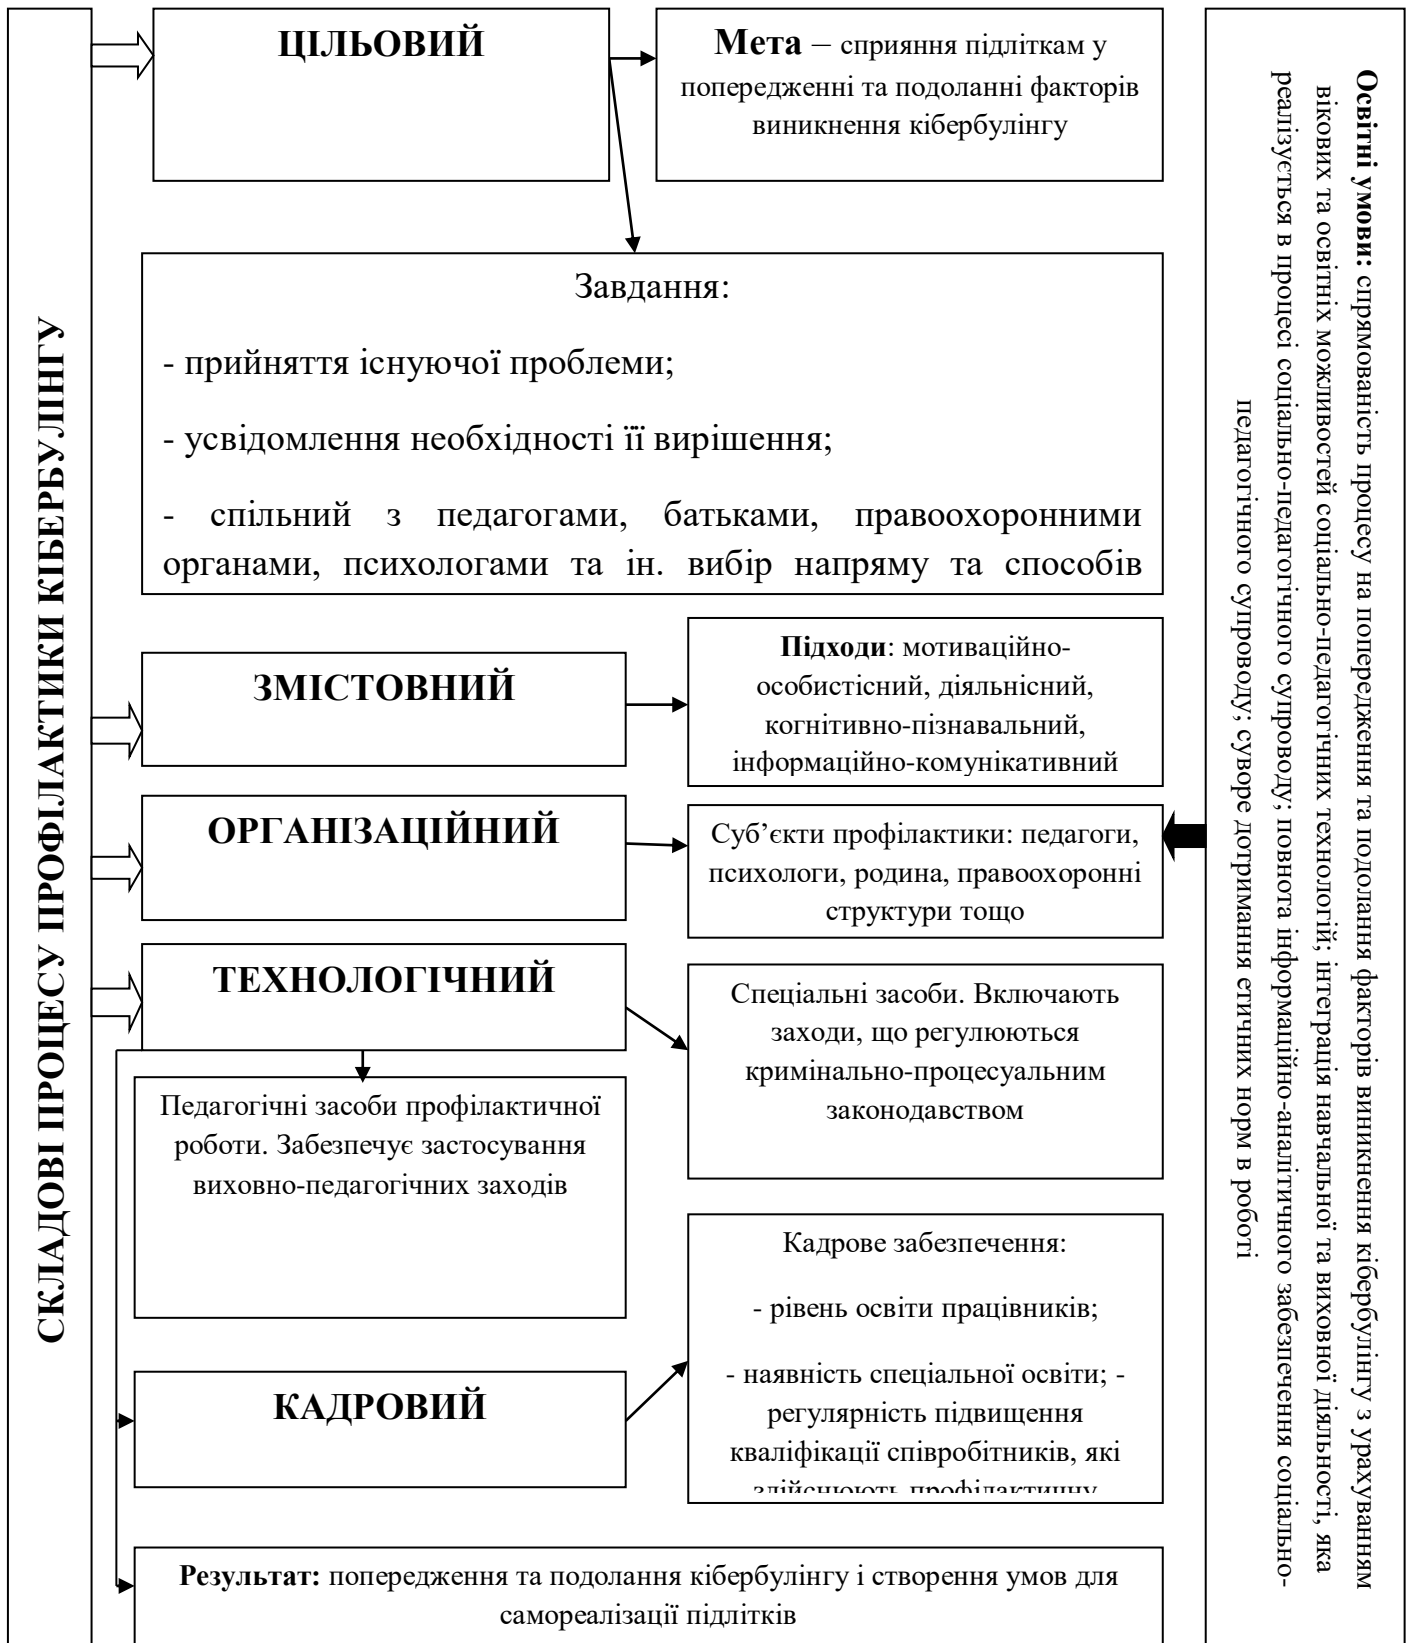 СКЛАДОВІ ПРОЦЕСУ ПРОФІЛАКТИКИ КІБЕРБУЛІНГУ
ЦІЛЬОВИЙ
Мета – сприяння підліткам у
попередженні та подоланні факторів
виникнення кібербулінгу
Завдання:
- прийняття існуючої проблеми;
- усвідомлення необхідності її вирішення;
- спільний з педагогами, батьками, правоохоронними
органами, психологами та ін. вибір напряму та способів
ЗМІСТОВНИЙ
Підходи: мотиваційно-
особистісний, діяльнісний,
когнітивно-пізнавальний,
інформаційно-комунікативний
ОРГАНІЗАЦІЙНИЙ
Суб’єкти профілактики: педагоги,
психологи, родина, правоохоронні
структури тощо
ТЕХНОЛОГІЧНИЙ
Спеціальні засоби. Включають
заходи, що регулюються
кримінально-процесуальним
законодавством
Педагогічні засоби профілактичної
роботи. Забезпечує застосування
виховно-педагогічних заходів
Кадрове забезпечення:
- рівень освіти працівників;
- наявність спеціальної освіти; -
регулярність підвищення
кваліфікації співробітників, які
здійснюють профілактичну
КАДРОВИЙ
Результат: попередження та подолання кібербулінгу і створення умов для
самореалізації підлітків
Освітні умови: спрямованість процесу на попередження та подолання факторів виникнення кібербулінгу з урахуванням
вікових та освітніх можливостей соціально-педагогічних технологій; інтеграція навчальної та виховної діяльності, яка
реалізується в процесі соціально-педагогічного супроводу; повнота інформаційно-аналітичного забезпечення соціально-
педагогічного супроводу; суворе дотримання етичних норм в роботі